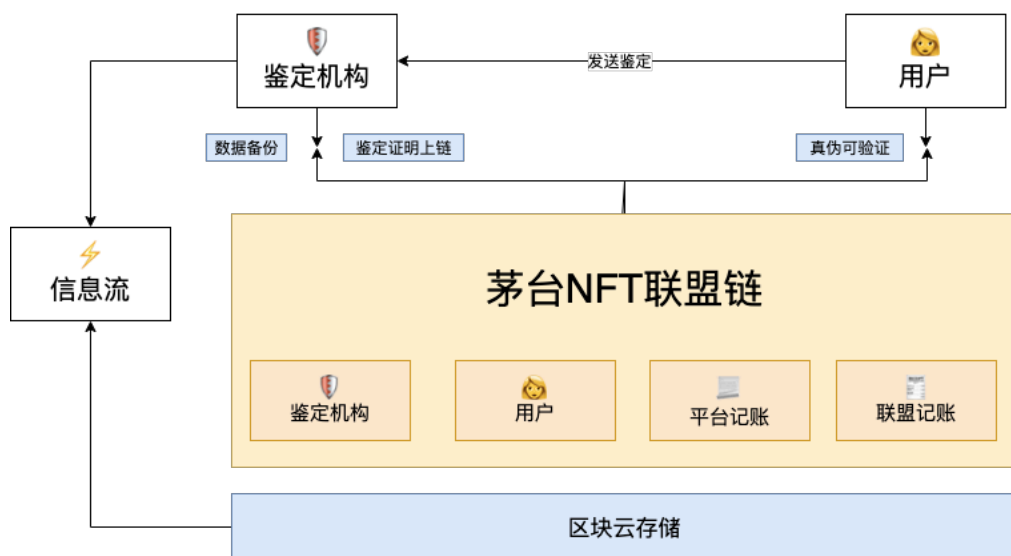 鉴定机构
发送鉴定
用户
数据备份
鉴定证明上链
真伪可验证
信息流
茅台NFT联盟链
鉴定机构
用户
平台记账
联盟记账
区块云存储